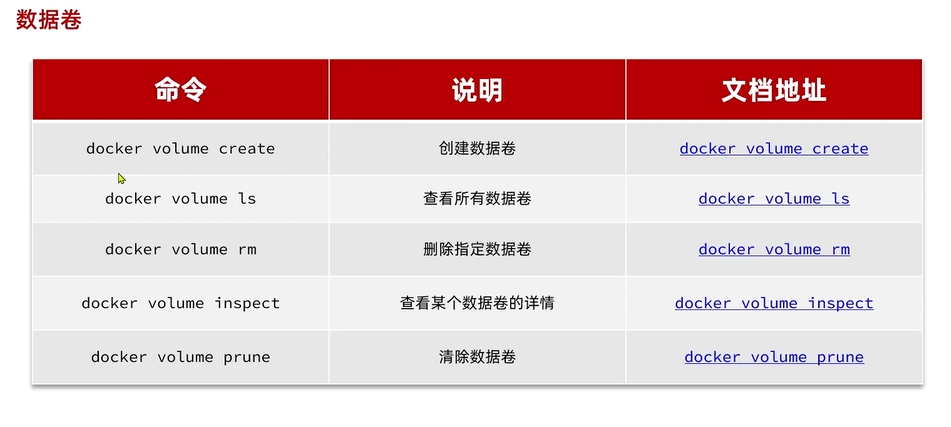 数据卷
命令 说明 文档地址
docker volume create 创建数据卷 docker volume create
docker volume ls 查看所有数据卷 docker volume ls
docker volume rm 删除指定数据卷 docker volume rm
docker volume inspect 查看某个数据卷的详情 docker volume inspect
docker volume prune 清除数据卷 docker volume prune